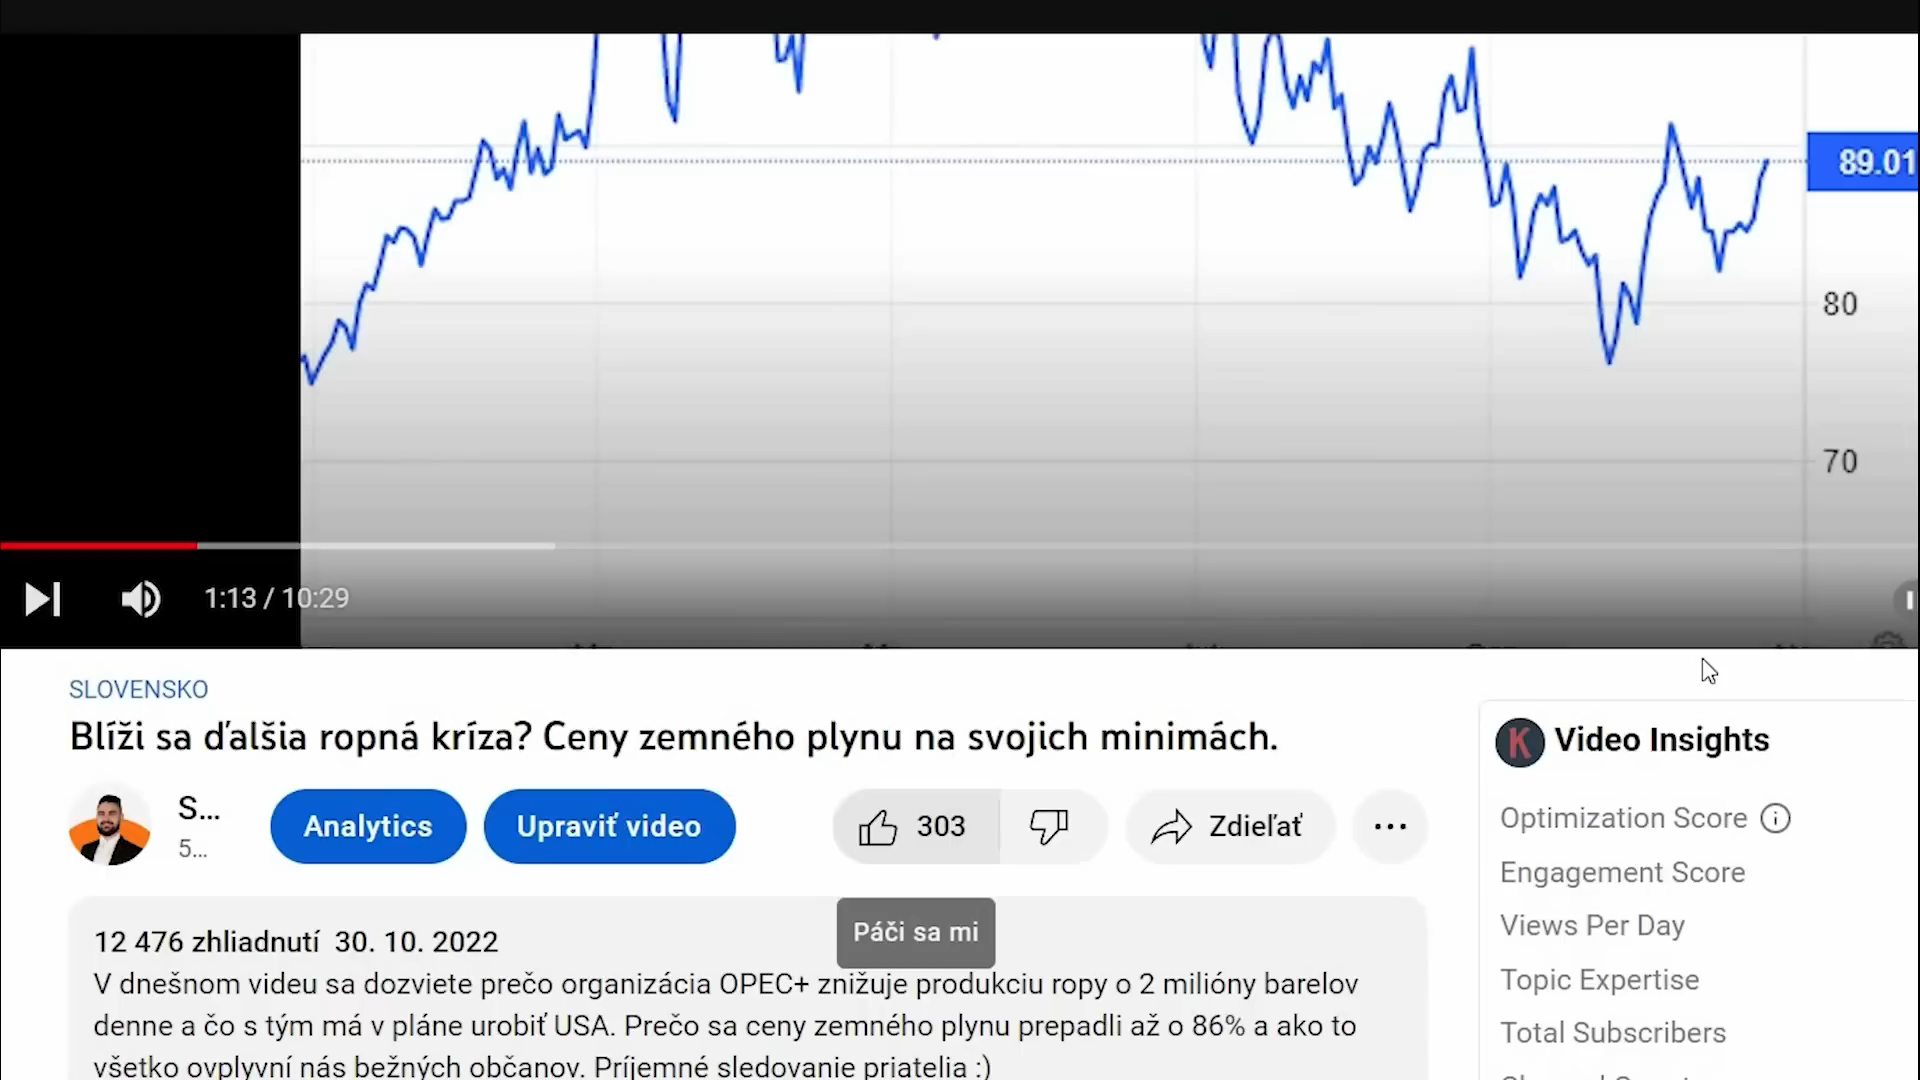 89.01
80
70
1:13 / 10:29
SLOVENSKO
Blíži sa ďalšia ropná kríza? Ceny zemného plynu na svojich minimách.
S...
5...
Analytics
Upraviť video
303
Zdieľať
Páči sa mi
12 476 zhliadnutí 30. 10. 2022
V dnešnom videu sa dozviete prečo organizácia OPEC+ znižuje produkciu ropy o 2 milióny barelov
denne a čo s tým má v pláne urobiť USA. Prečo sa ceny zemného plynu prepadli až o 86% a ako to
všetko ovplyvní nás bežných občanov. Príjemné sledovanie priatelia :)
K Video Insights
Optimization Score
Engagement Score
Views Per Day
Topic Expertise
Total Subscribers